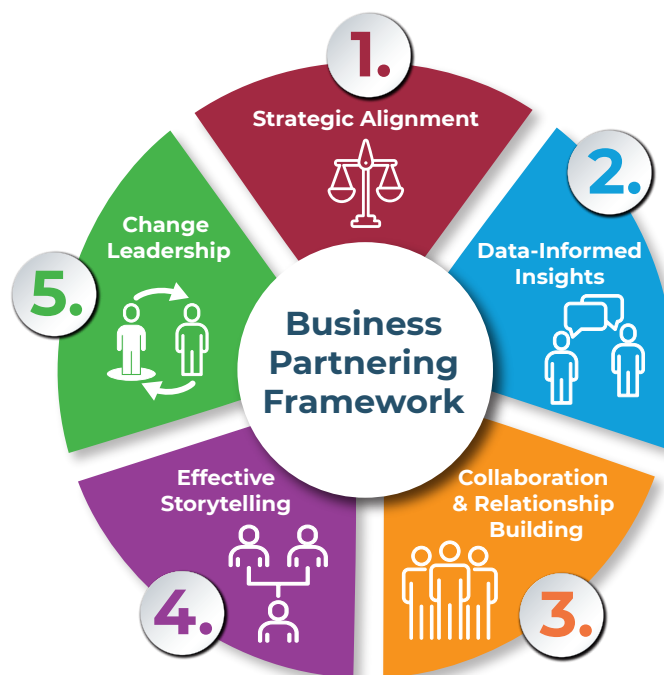 1.
Strategic Alignment
2.
Data-Informed
Insights
3.
Collaboration
& Relationship
Building
4.
Effective
Storytelling
5.
Change
Leadership
Business
Partnering
Framework